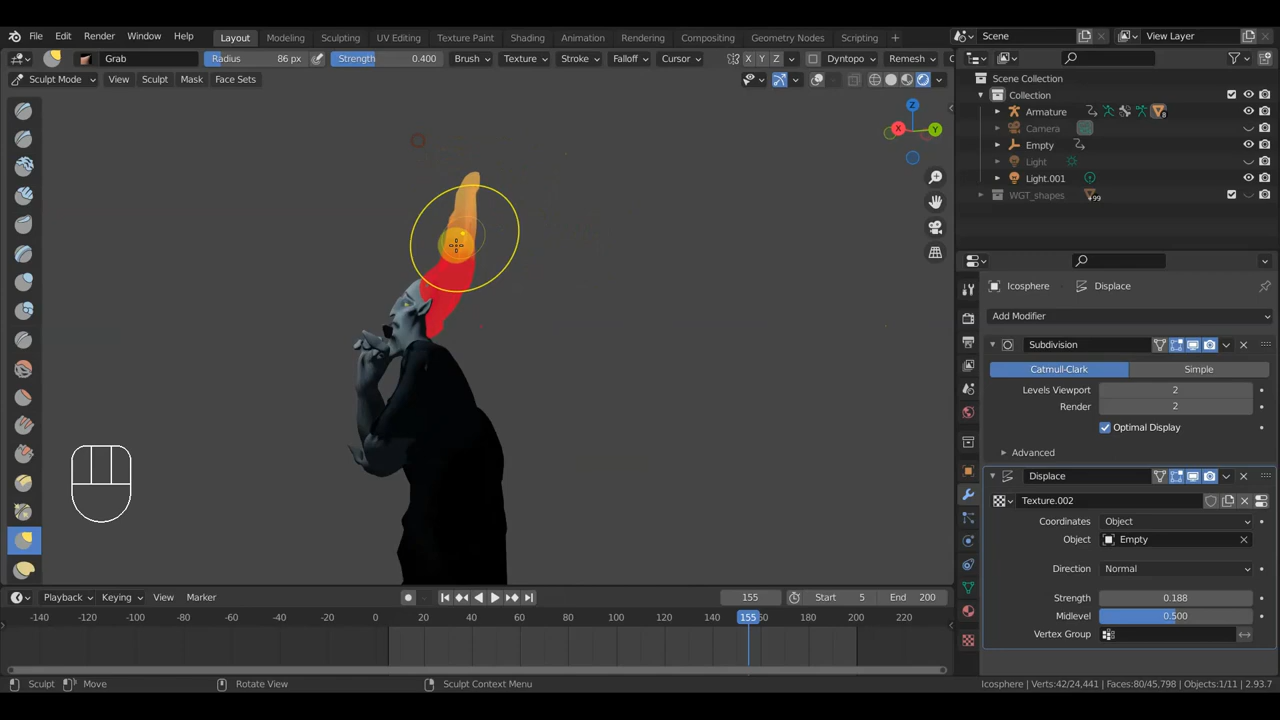 File Edit Render Window Help Layout Modeling Sculpting UV Editing Texture Paint Shading Animation Rendering Compositing Geometry Nodes Scripting + Scene View Layer
Grab Radius 86 px Strength 0.400 Brush Texture Stroke Falloff Cursor X Y Z Dyntopo Remesh
Sculpt Mode View Sculpt Mask Face Sets
Scene Collection
Collection
Armature 8
Camera
Empty
Light
Light.001
WGT_shapes 99
Z
X Y
Icosphere Displace
Add Modifier
Subdivision
Catmull-Clark Simple
Levels Viewport 2
Render 2
Optimal Display
Advanced
Displace
Texture.002
Coordinates Object
Object Empty
Direction Normal
Strength 0.188
Midlevel 0.500
Vertex Group
Playback Keying View Marker 155 Start 5 End 200
-140 -120 -100 -80 -60 -40 -20 0 20 40 60 80 100 120 140 155 180 200 220
Sculpt Move Rotate View Sculpt Context Menu Icosphere | Verts:42/24,441 | Faces:80/45,798 | Objects:1/11 | 2.93.7